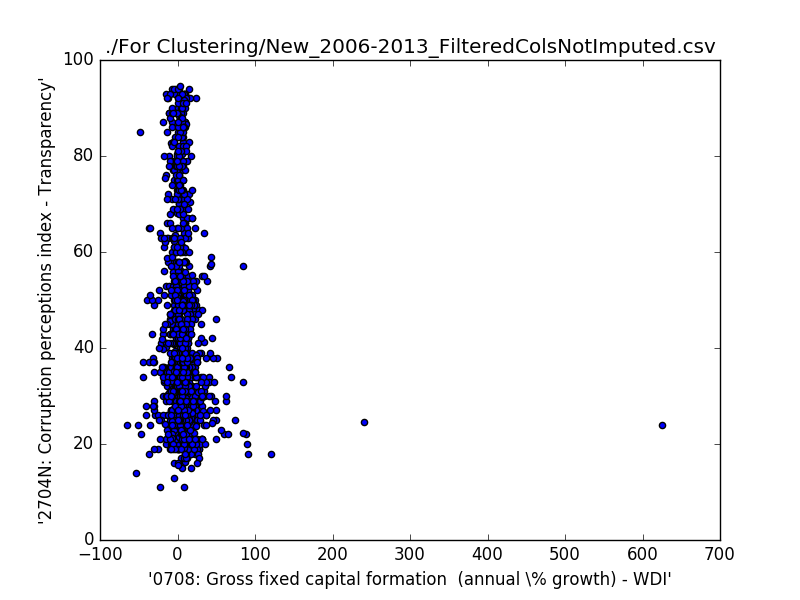 ./For Clustering/New_2006-2013_FilteredColsNotImputed.csv
100
80
60
40
20
0
'2704N: Corruption perceptions index - Transparency'
−100 0 100 200 300 400 500 600 700
'0708: Gross fixed capital formation  (annual \% growth) - WDI'